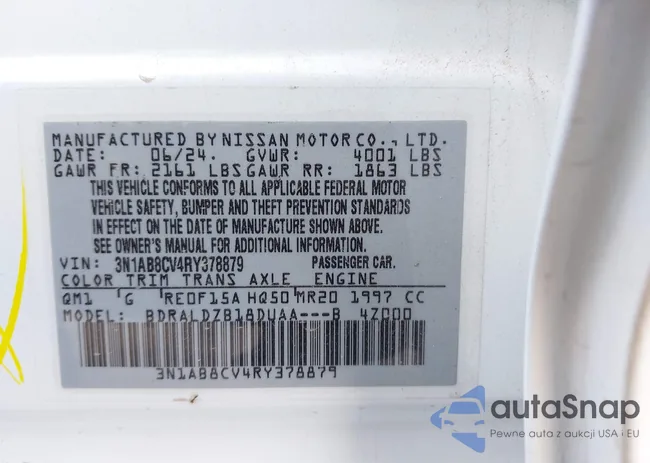 MANUFACTURED BY NISSAN MOTOR CO., LTD.
DATE: 06/24. GVWR: 4001 LBS
GAWR FR: 2161 LBS GAWR RR: 1863 LBS
THIS VEHICLE CONFORMS TO ALL APPLICABLE FEDERAL MOTOR
VEHICLE SAFETY, BUMPER AND THEFT PREVENTION STANDARDS
IN EFFECT ON THE DATE OF MANUFACTURE SHOWN ABOVE.
SEE OWNER'S MANUAL FOR ADDITIONAL INFORMATION.
VIN: 3N1AB8CV4RY378879 PASSENGER CAR.
COLOR TRIM TRANS AXLE ENGINE
QM1 G RE0F15A HQ50 MR20 1997 CC
MODEL: BDRALDZB18DUAA---B 4Z000
3N1AB8CV4RY378879
autaSnap
Pewne auta z aukcji USA i EU